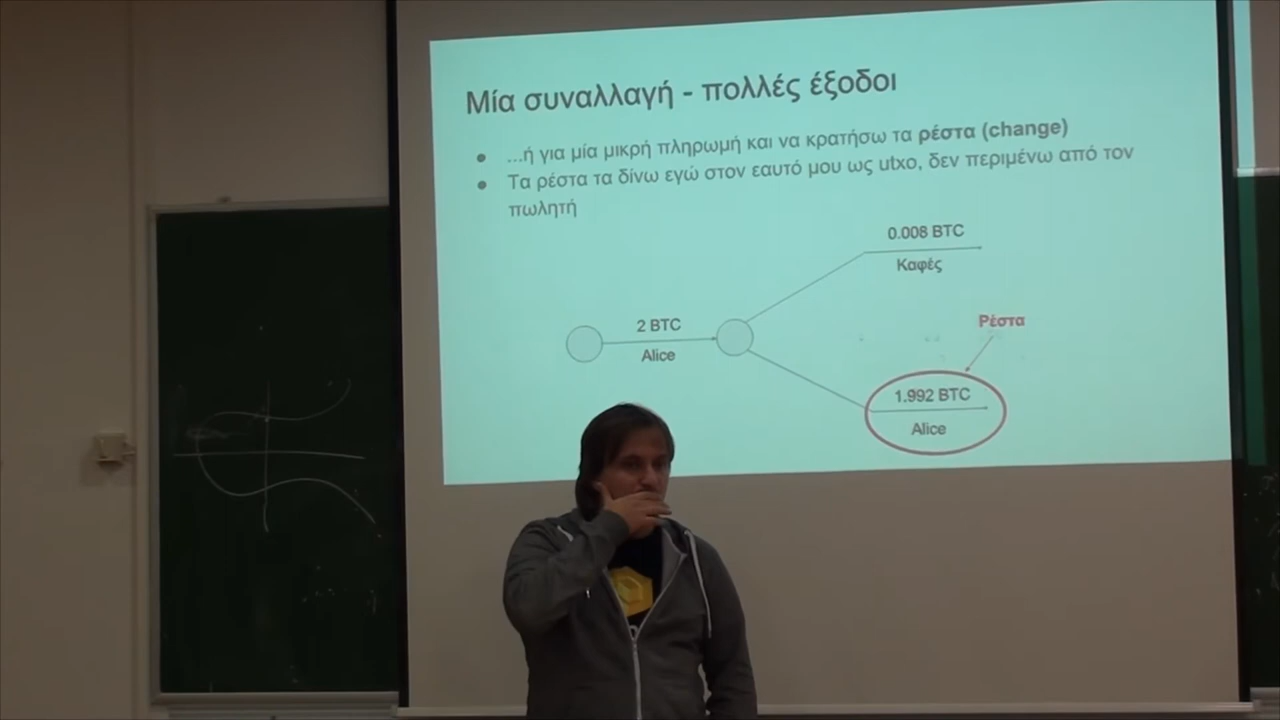 Μία συναλλαγή - πολλές έξοδοι
● ...ή για μία μικρή πληρωμή και να κρατήσω τα ρέστα (change)
● Τα ρέστα τα δίνω εγώ στον εαυτό μου ως utxo, δεν περιμένω από τον
πωλητή
0.008 BTC
Καφές
2 BTC
Alice
Ρέστα
1.992 BTC
Alice